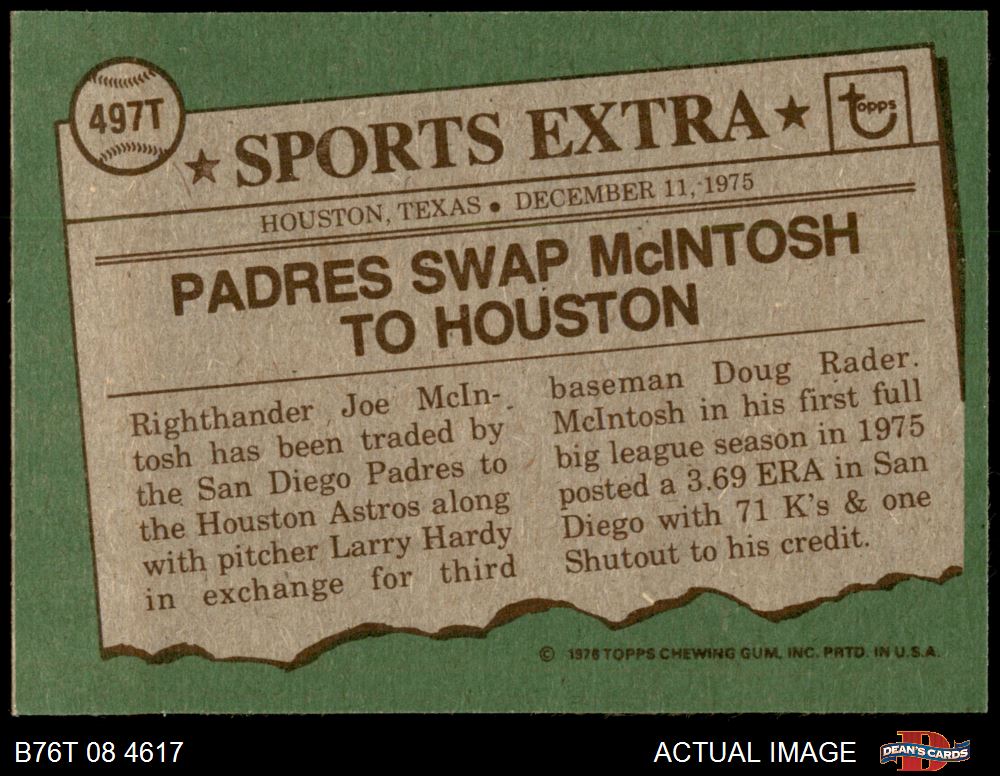 497T
★ SPORTS EXTRA ★
topps
HOUSTON, TEXAS • DECEMBER 11, 1975
PADRES SWAP McINTOSH
TO HOUSTON
Righthander Joe McIn-
tosh has been traded by
the San Diego Padres to
the Houston Astros along
with pitcher Larry Hardy
in exchange for third
baseman Doug Rader.
McIntosh in his first full
big league season in 1975
posted a 3.69 ERA in San
Diego with 71 K's & one
Shutout to his credit.
© 1976 TOPPS CHEWING GUM, INC. PRTD. IN U.S.A.
B76T 08 4617
ACTUAL IMAGE
D
DEAN'S CARDS